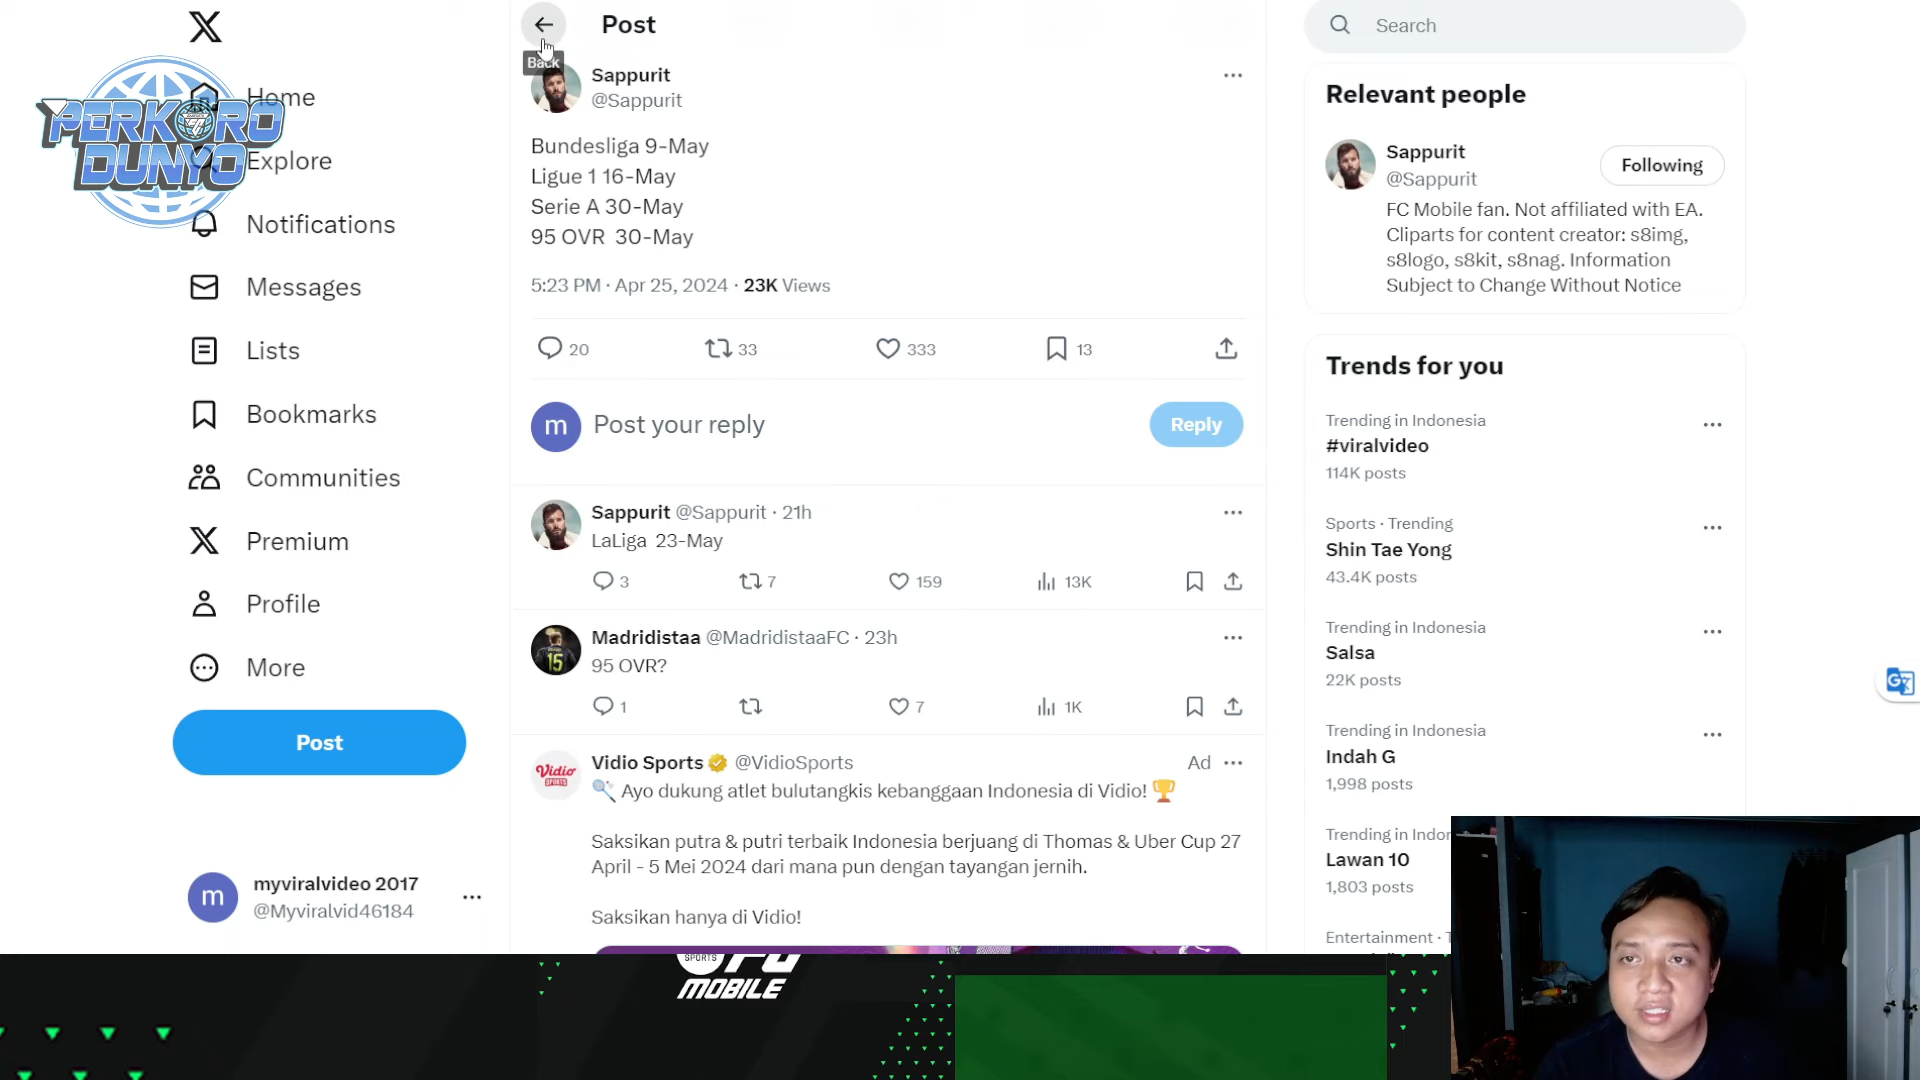 PERKORO
DUNYO
Home
Explore
Notifications
Messages
Lists
Bookmarks
Communities
Premium
Profile
More
Post
m
myviralvideo 2017
@Myviralvid46184
Post
Back
Sappurit
@Sappurit
Bundesliga 9-May
Ligue 1 16-May
Serie A 30-May
95 OVR 30-May
5:23 PM · Apr 25, 2024 · 23K Views
20 33 333 13
m Post your reply Reply
Sappurit @Sappurit · 21h
LaLiga 23-May
3 7 159 13K
Madridistaa @MadridistaaFC · 23h
15
95 OVR?
1 7 1K
Vidio Sports @VidioSports Ad
Vidio
SPORTS
Ayo dukung atlet bulutangkis kebanggaan Indonesia di Vidio!
Saksikan putra & putri terbaik Indonesia berjuang di Thomas & Uber Cup 27
April - 5 Mei 2024 dari mana pun dengan tayangan jernih.
Saksikan hanya di Vidio!
SPORTS
MOBILE
Search
Relevant people
Sappurit
@Sappurit
Following
FC Mobile fan. Not affiliated with EA.
Cliparts for content creator: s8img,
s8logo, s8kit, s8nag. Information
Subject to Change Without Notice
Trends for you
Trending in Indonesia
#viralvideo
114K posts
Sports · Trending
Shin Tae Yong
43.4K posts
Trending in Indonesia
Salsa
22K posts
Trending in Indonesia
Indah G
1,998 posts
Trending in Indor
Lawan 10
1,803 posts
Entertainment ·
G